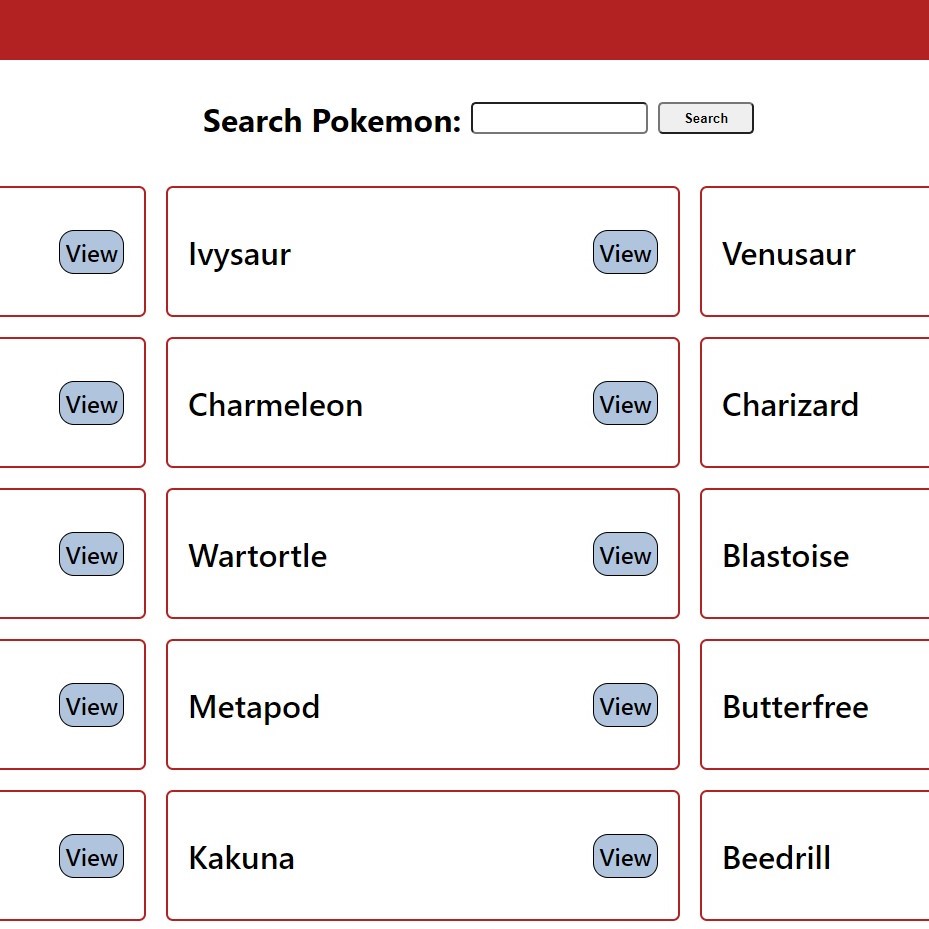 Search Pokemon: Search
View Ivysaur View Venusaur
View Charmeleon View Charizard
View Wartortle View Blastoise
View Metapod View Butterfree
View Kakuna View Beedrill